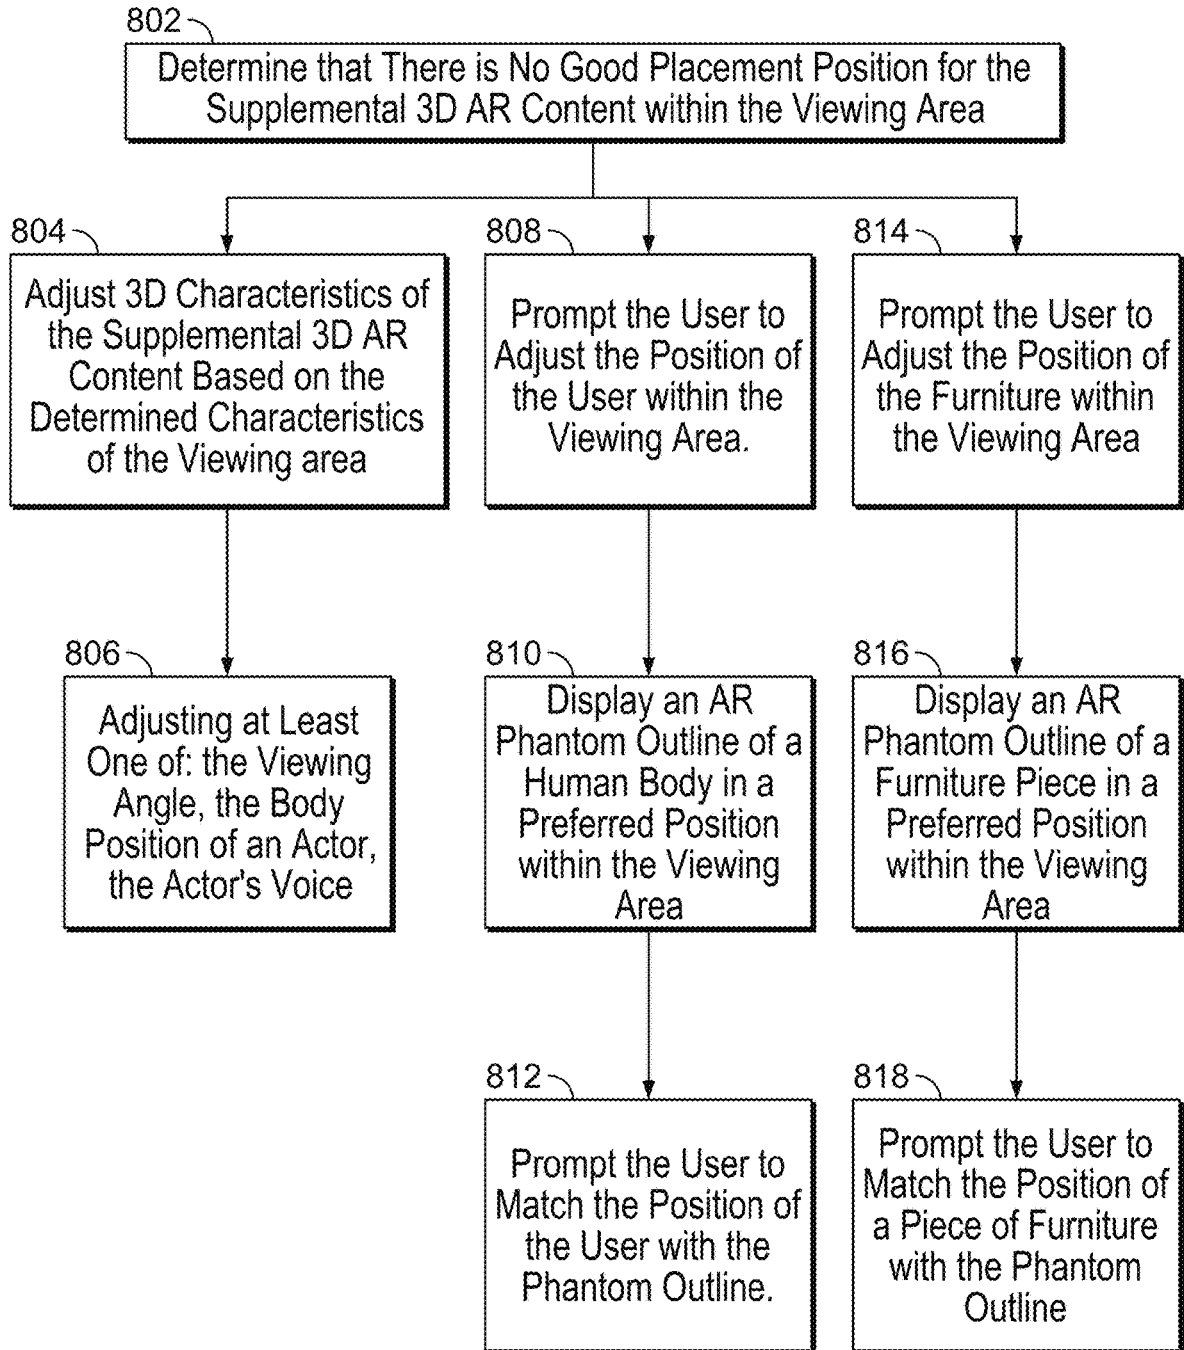 802
Determine that There is No Good Placement Position for the
Supplemental 3D AR Content within the Viewing Area
804
Adjust 3D Characteristics of
the Supplemental 3D AR
Content Based on the
Determined Characteristics
of the Viewing area
808
Prompt the User to
Adjust the Position of
the User within the
Viewing Area.
814
Prompt the User to
Adjust the Position of
the Furniture within
the Viewing Area
806
Adjusting at Least
One of: the Viewing
Angle, the Body
Position of an Actor,
the Actor's Voice
810
Display an AR
Phantom Outline of a
Human Body in a
Preferred Position
within the Viewing
Area
816
Display an AR
Phantom Outline of a
Furniture Piece in a
Preferred Position
within the Viewing
Area
812
Prompt the User to
Match the Position of
the User with the
Phantom Outline.
818
Prompt the User to
Match the Position of
a Piece of Furniture
with the Phantom
Outline